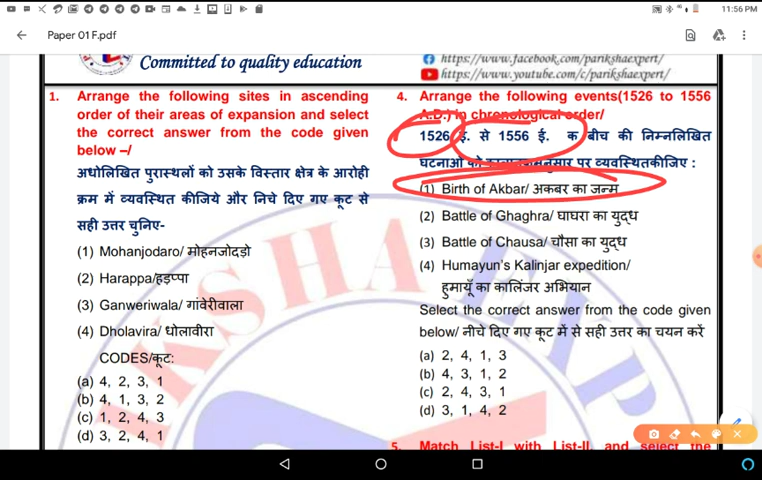 11:56 PM
Paper 01 F.pdf
Committed to quality education
https://www.facebook.com/parikshaexpert/
https://www.youtube.com/c/parikshaexpert/
1. Arrange the following sites in ascending
order of their areas of expansion and select
the correct answer from the code given
below –/
अधोलिखित पुरास्थलों को उसके विस्तार क्षेत्र के आरोही
क्रम में व्यवस्थित कीजिये और निचे दिए गए कूट से
सही उत्तर चुनिए-
(1) Mohanjodaro/ मोहनजोदड़ो
(2) Harappa/हड़प्पा
(3) Ganweriwala/ गांवेरीवाला
(4) Dholavira/ धोलावीरा
CODES/कूट:
(a) 4, 2, 3, 1
(b) 4, 1, 3, 2
(c) 1, 2, 4, 3
(d) 3, 2, 4, 1
4. Arrange the following events(1526 to 1556
A.D.) in chronological order/
1526 ई. से 1556 ई. क बीच की निम्नलिखित
घटनाओं को कालानुक्रमनुसार पर व्यवस्थितकीजिए :
(1) Birth of Akbar/ अकबर का जन्म
(2) Battle of Ghaghra/ घाघरा का युद्ध
(3) Battle of Chausa/ चौसा का युद्ध
(4) Humayun's Kalinjar expedition/
हुमायूँ का कालिंजर अभियान
Select the correct answer from the code given
below/ नीचे दिए गए कूट में से सही उत्तर का चयन करें
(a) 2, 4, 1, 3
(b) 4, 3, 1, 2
(c) 2, 4, 3, 1
(d) 3, 1, 4, 2
5. Match List-I with List-II and select the
IKSHA EXP